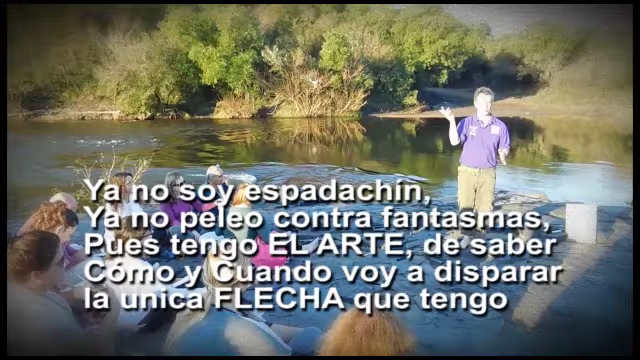 Ya no soy espadachín,
Ya no peleo contra fantasmas,
Pues tengo EL ARTE, de saber
Cómo y Cuando voy a disparar
la unica FLECHA que tengo